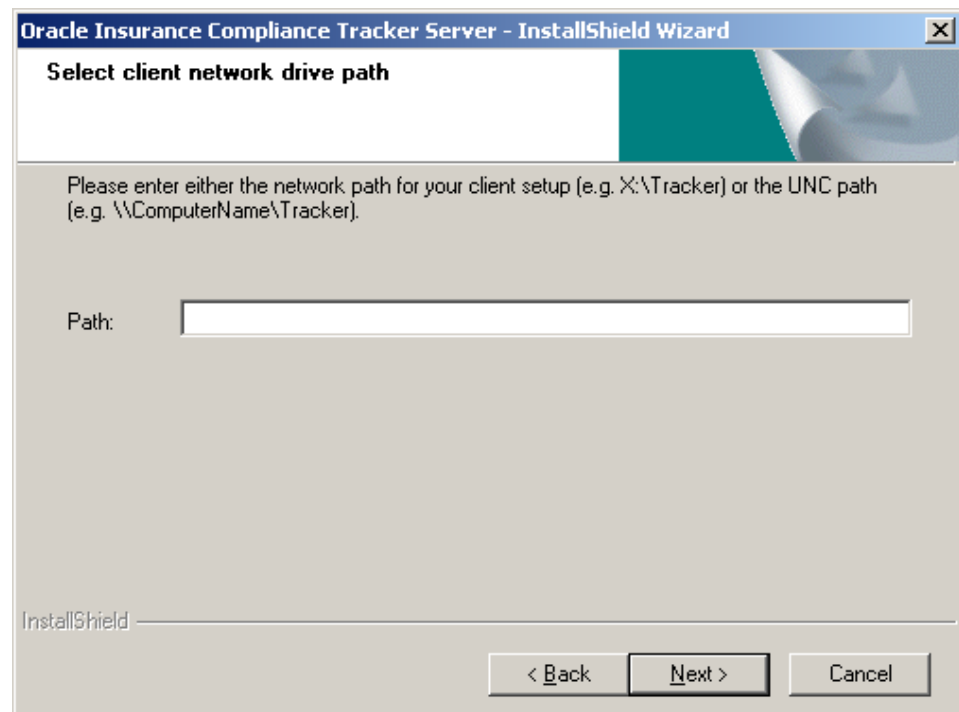 Oracle Insurance Compliance Tracker Server - InstallShield Wizard
Select client network drive path
Please enter either the network path for your client setup (e.g. X:\Tracker) or the UNC path
(e.g. \\ComputerName\Tracker).
Path:
InstallShield
< Back
Next >
Cancel